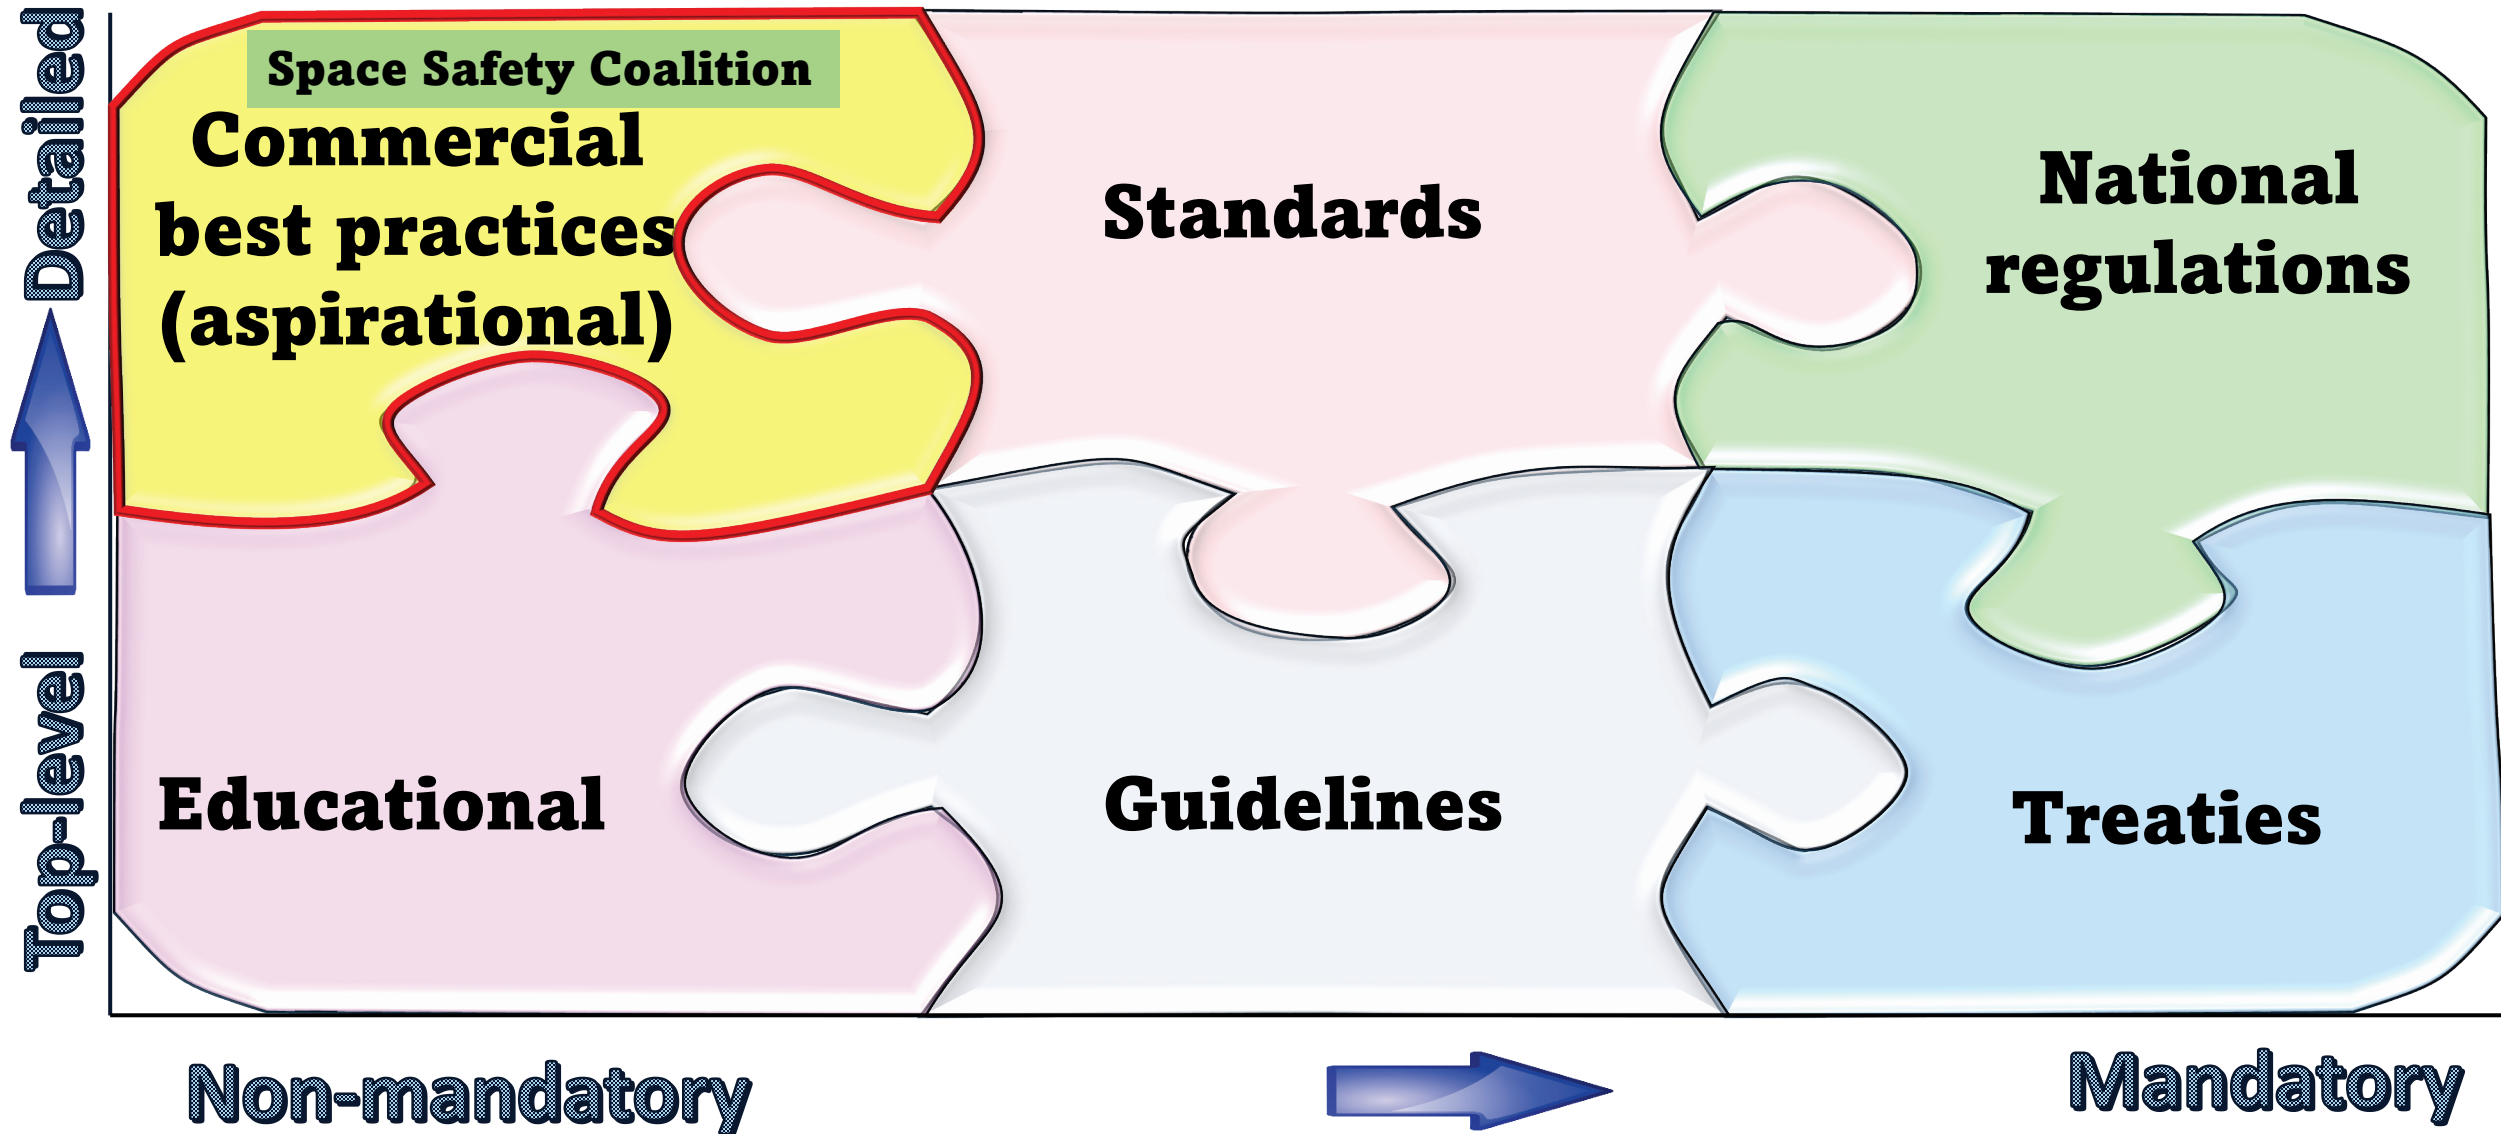 Detailed
Top-level
Space Safety Coalition
Commercial
best practices
(aspirational)
Standards
National
regulations
Educational
Guidelines
Treaties
Non-mandatory
Mandatory